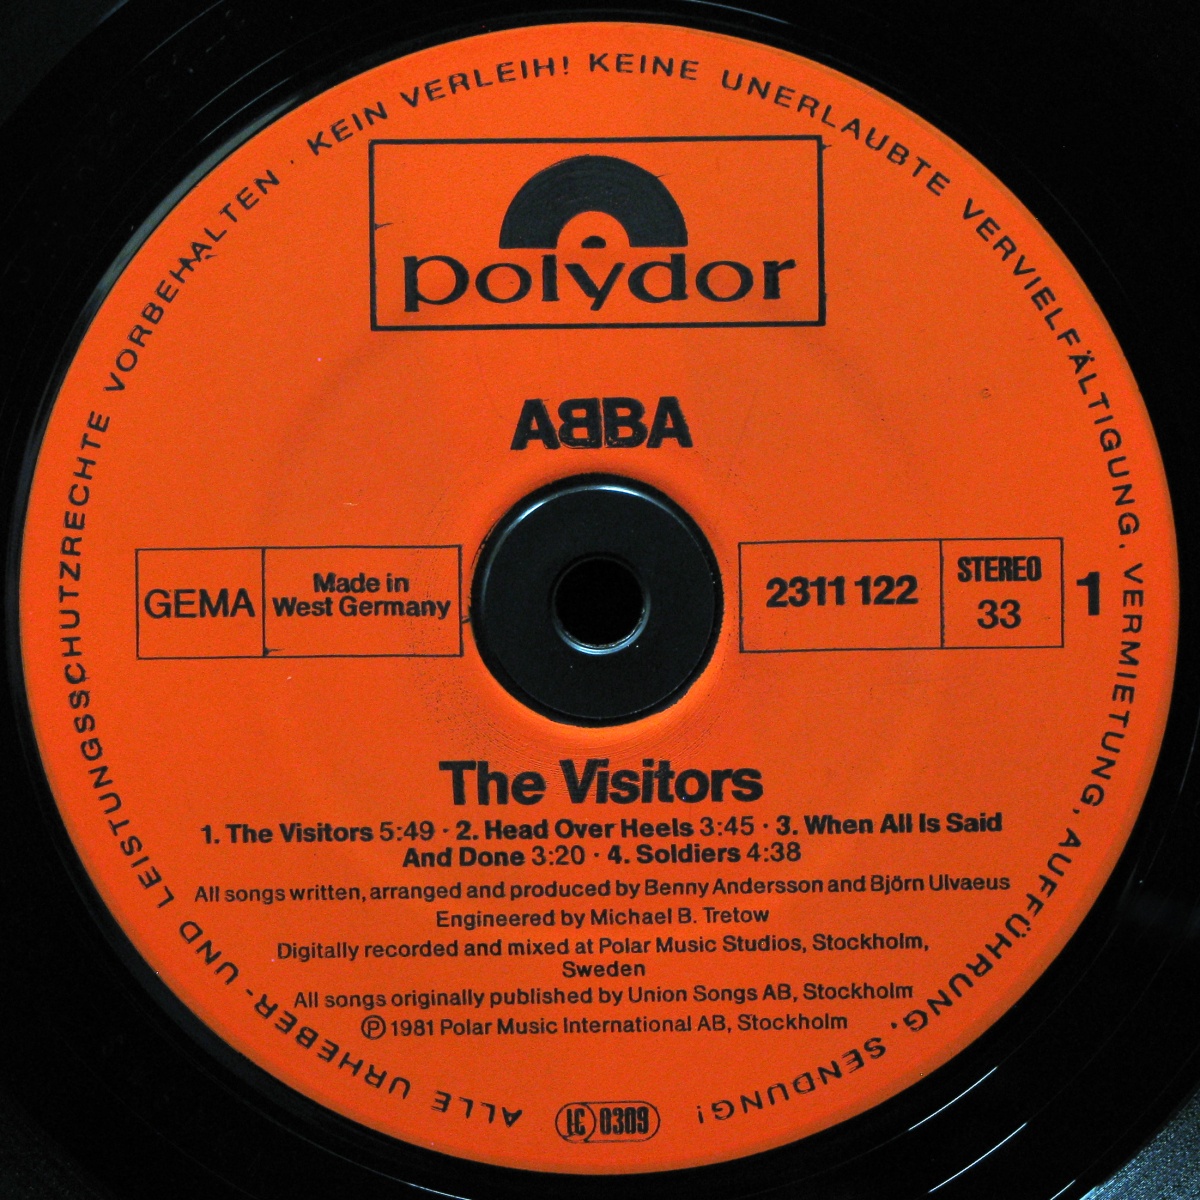 ALLE URHEBER- UND LEISTUNGSSCHUTZRECHTE VORBEHALTEN · KEIN VERLEIH! KEINE UNERLAUBTE VERVIELFÄLTIGUNG, VERMIETUNG, AUFFÜHRUNG, SENDUNG!
polydor
ABBA
GEMA
Made in
West Germany
2311 122
STEREO
33
1
The Visitors
1. The Visitors 5:49 · 2. Head Over Heels 3:45 · 3. When All Is Said
And Done 3:20 · 4. Soldiers 4:38
All songs written, arranged and produced by Benny Andersson and Björn Ulvaeus
Engineered by Michael B. Tretow
Digitally recorded and mixed at Polar Music Studios, Stockholm,
Sweden
All songs originally published by Union Songs AB, Stockholm
Ⓟ 1981 Polar Music International AB, Stockholm
LC 0309